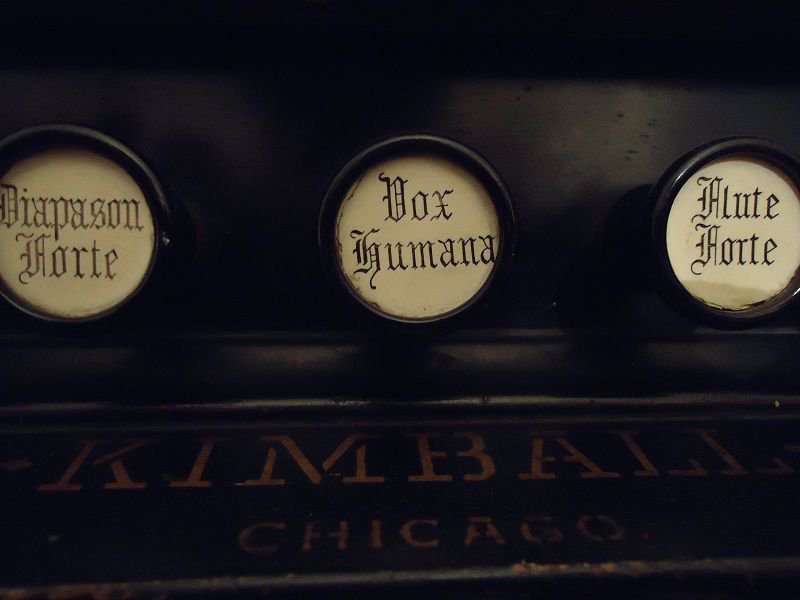 Diapason
Forte
Vox
Humana
Flute
Forte
KIMBALL
CHICAGO.